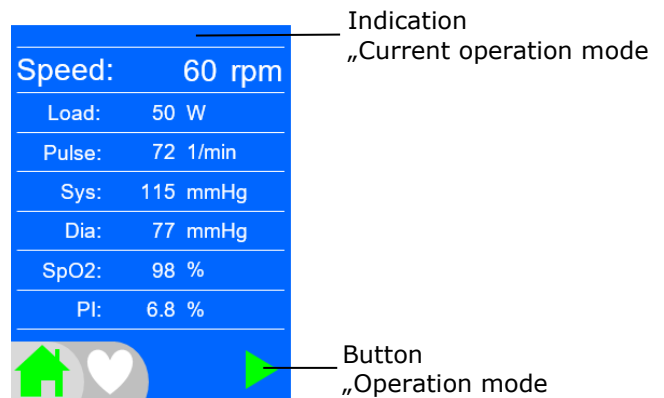 Indication
„Current operation mode
Speed: 60 rpm
Load: 50 W
Pulse: 72 1/min
Sys: 115 mmHg
Dia: 77 mmHg
SpO2: 98 %
PI: 6.8 %
Button
„Operation mode